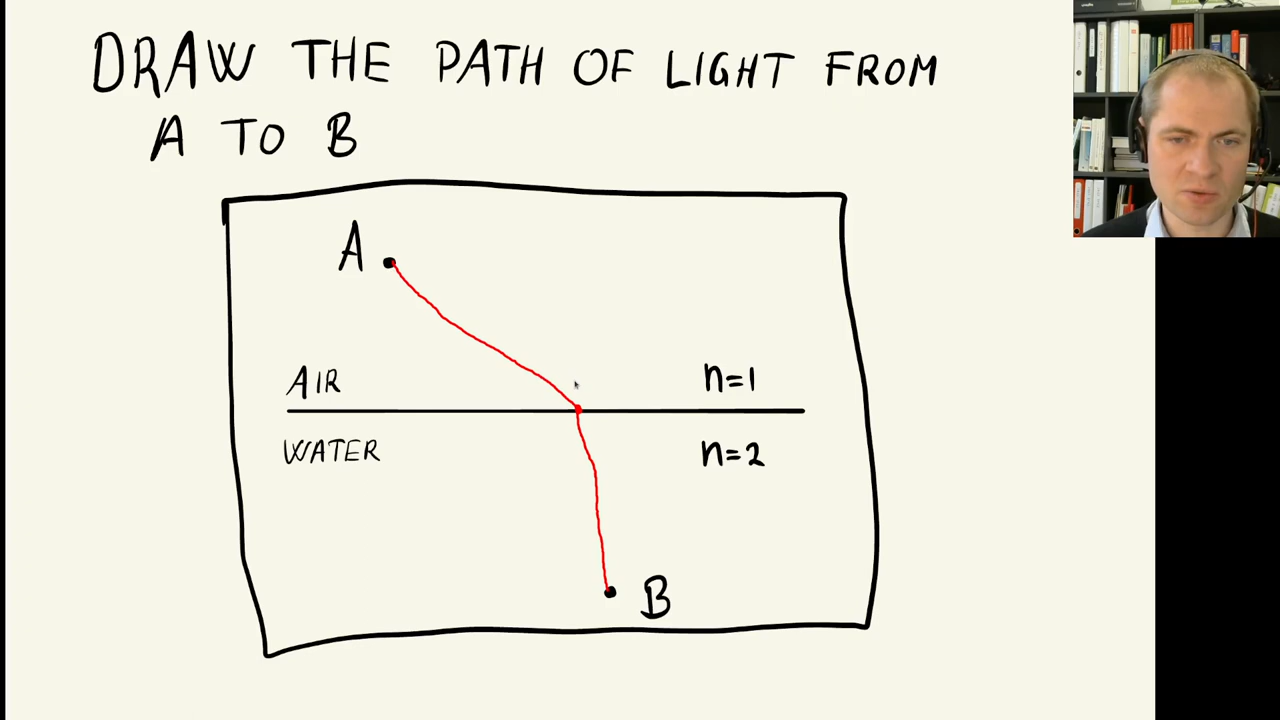 DRAW THE PATH OF LIGHT FROM
A TO B
A
AIR
n=1
WATER
n=2
B